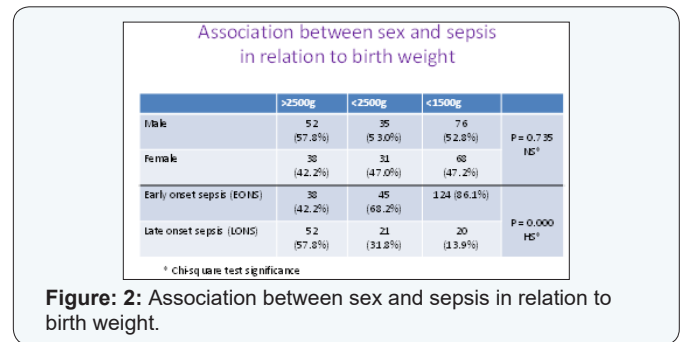 Association between sex and sepsis
in relation to birth weight
>2500g <2500g <1500g
Male 52 35 76
(57.8%) (53.0%) (52.8%) P = 0.735
NS*
Female 38 31 68
(42.2%) (47.0%) (47.2%)
Early onset sepsis (EONS) 38 45 124 (86.1%)
(42.2%) (68.2%)
P = 0.000
HS*
Late onset sepsis (LONS) 52 21 20
(57.8%) (31.8%) (13.9%)
* Chi-square test significance
Figure: 2: Association between sex and sepsis in relation to
birth weight.